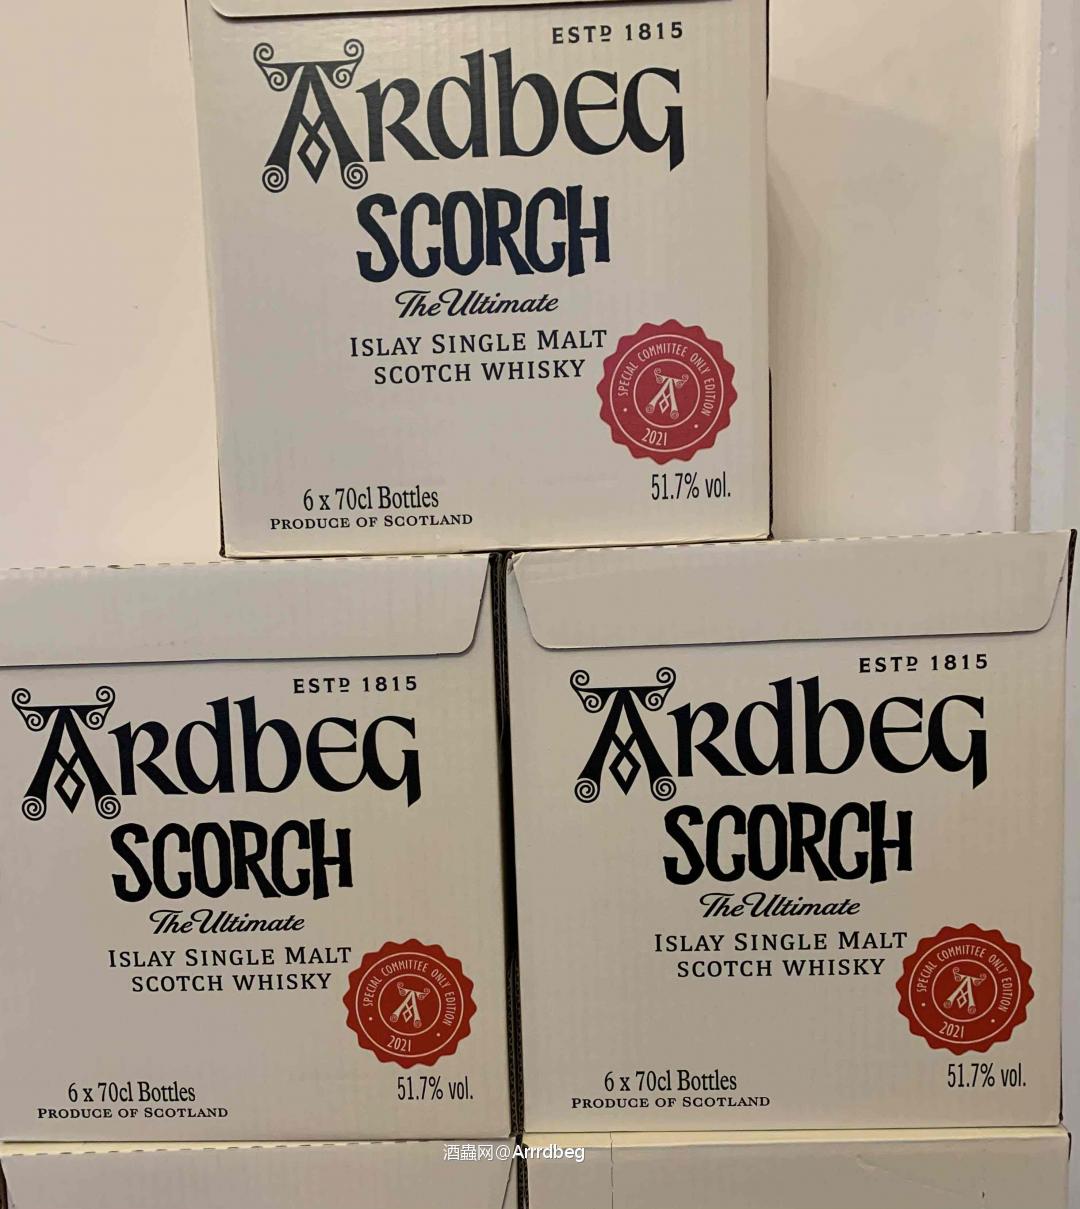 ESTD 1815
ARdbEG
SCORCH
The Ultimate
ISLAY SINGLE MALT
SCOTCH WHISKY
SPECIAL COMMITTEE ONLY EDITION
2021
6 x 70cl Bottles
PRODUCE OF SCOTLAND
51.7% vol.
ESTD 1815
ARdbEG
SCORCH
The Ultimate
ISLAY SINGLE MALT
SCOTCH WHISKY
SPECIAL COMMITTEE ONLY EDITION
2021
6 x 70cl Bottles
PRODUCE OF SCOTLAND
51.7% vol.
ESTD 1815
ARdbEG
SCORCH
The Ultimate
ISLAY SINGLE MALT
SCOTCH WHISKY
SPECIAL COMMITTEE ONLY EDITION
2021
6 x 70cl Bottles
PRODUCE OF SCOTLAND
51.7% vol.
酒蟲网@Arrrdbeg